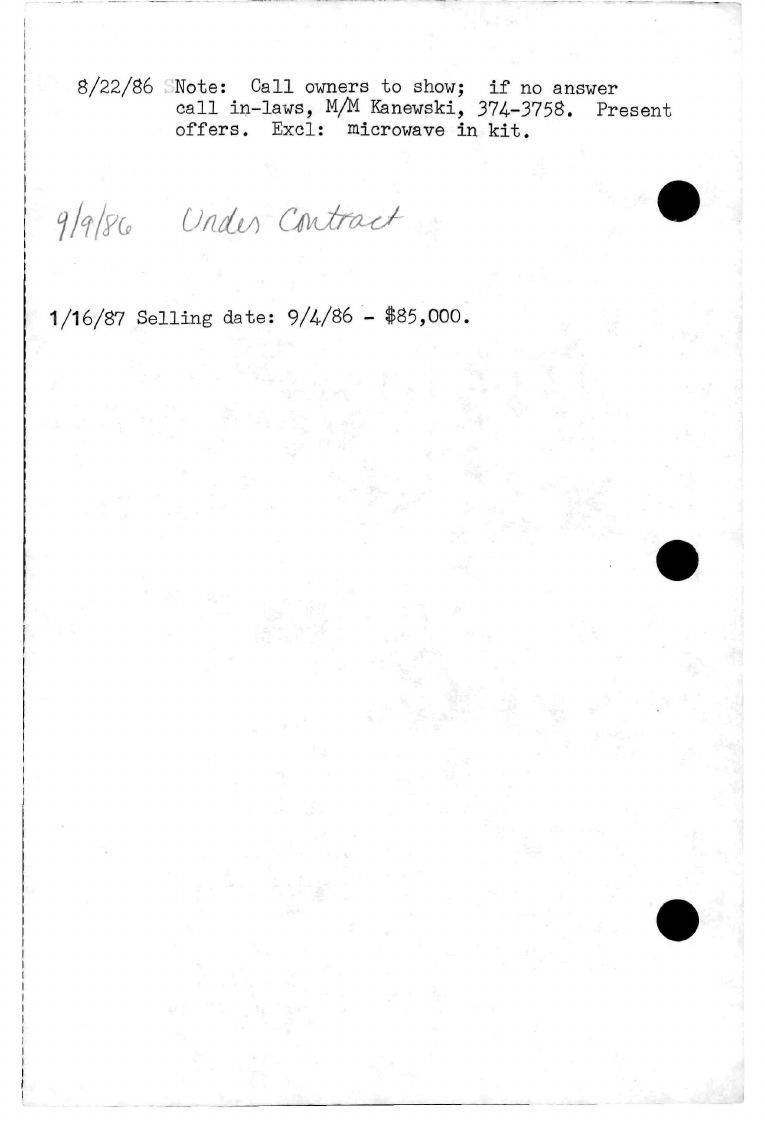 8/22/86 Note: Call owners to show; if no answer
call in-laws, M/M Kanewski, 374-3758. Present
offers. Excl: microwave in kit.
9/9/86 Under Contract
1/16/87 Selling date: 9/4/86 - $85,000.